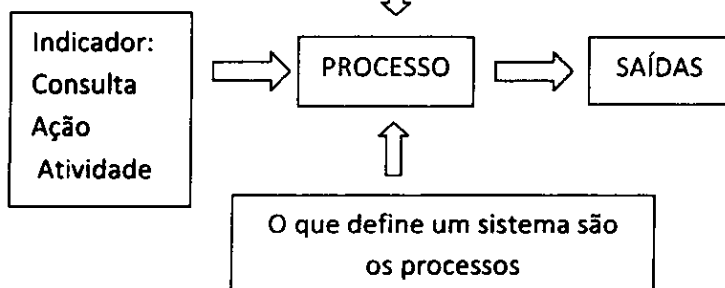 Indicador:
Consulta
Ação
Atividade
PROCESSO
SAÍDAS
O que define um sistema são
os processos